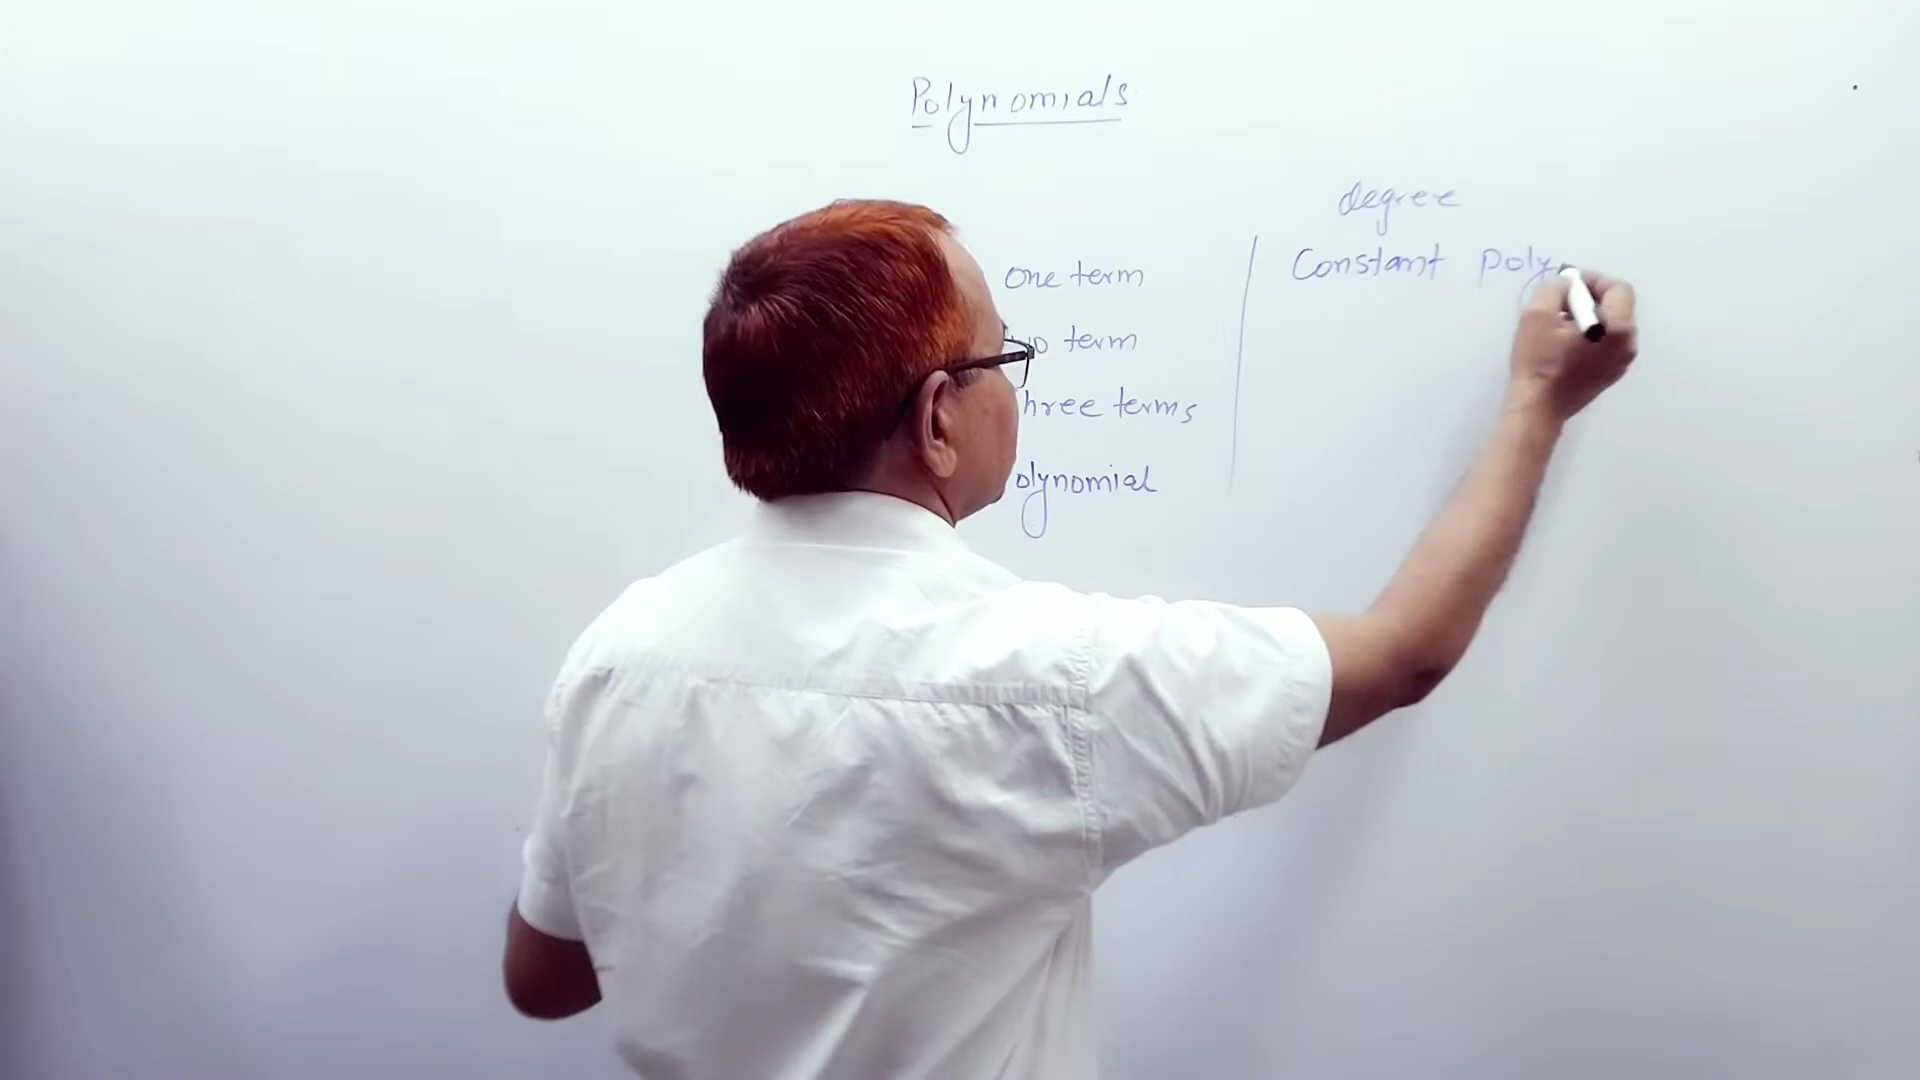 Polynomials
One term
term
hree terms
olynomial
degree
Constant Poly